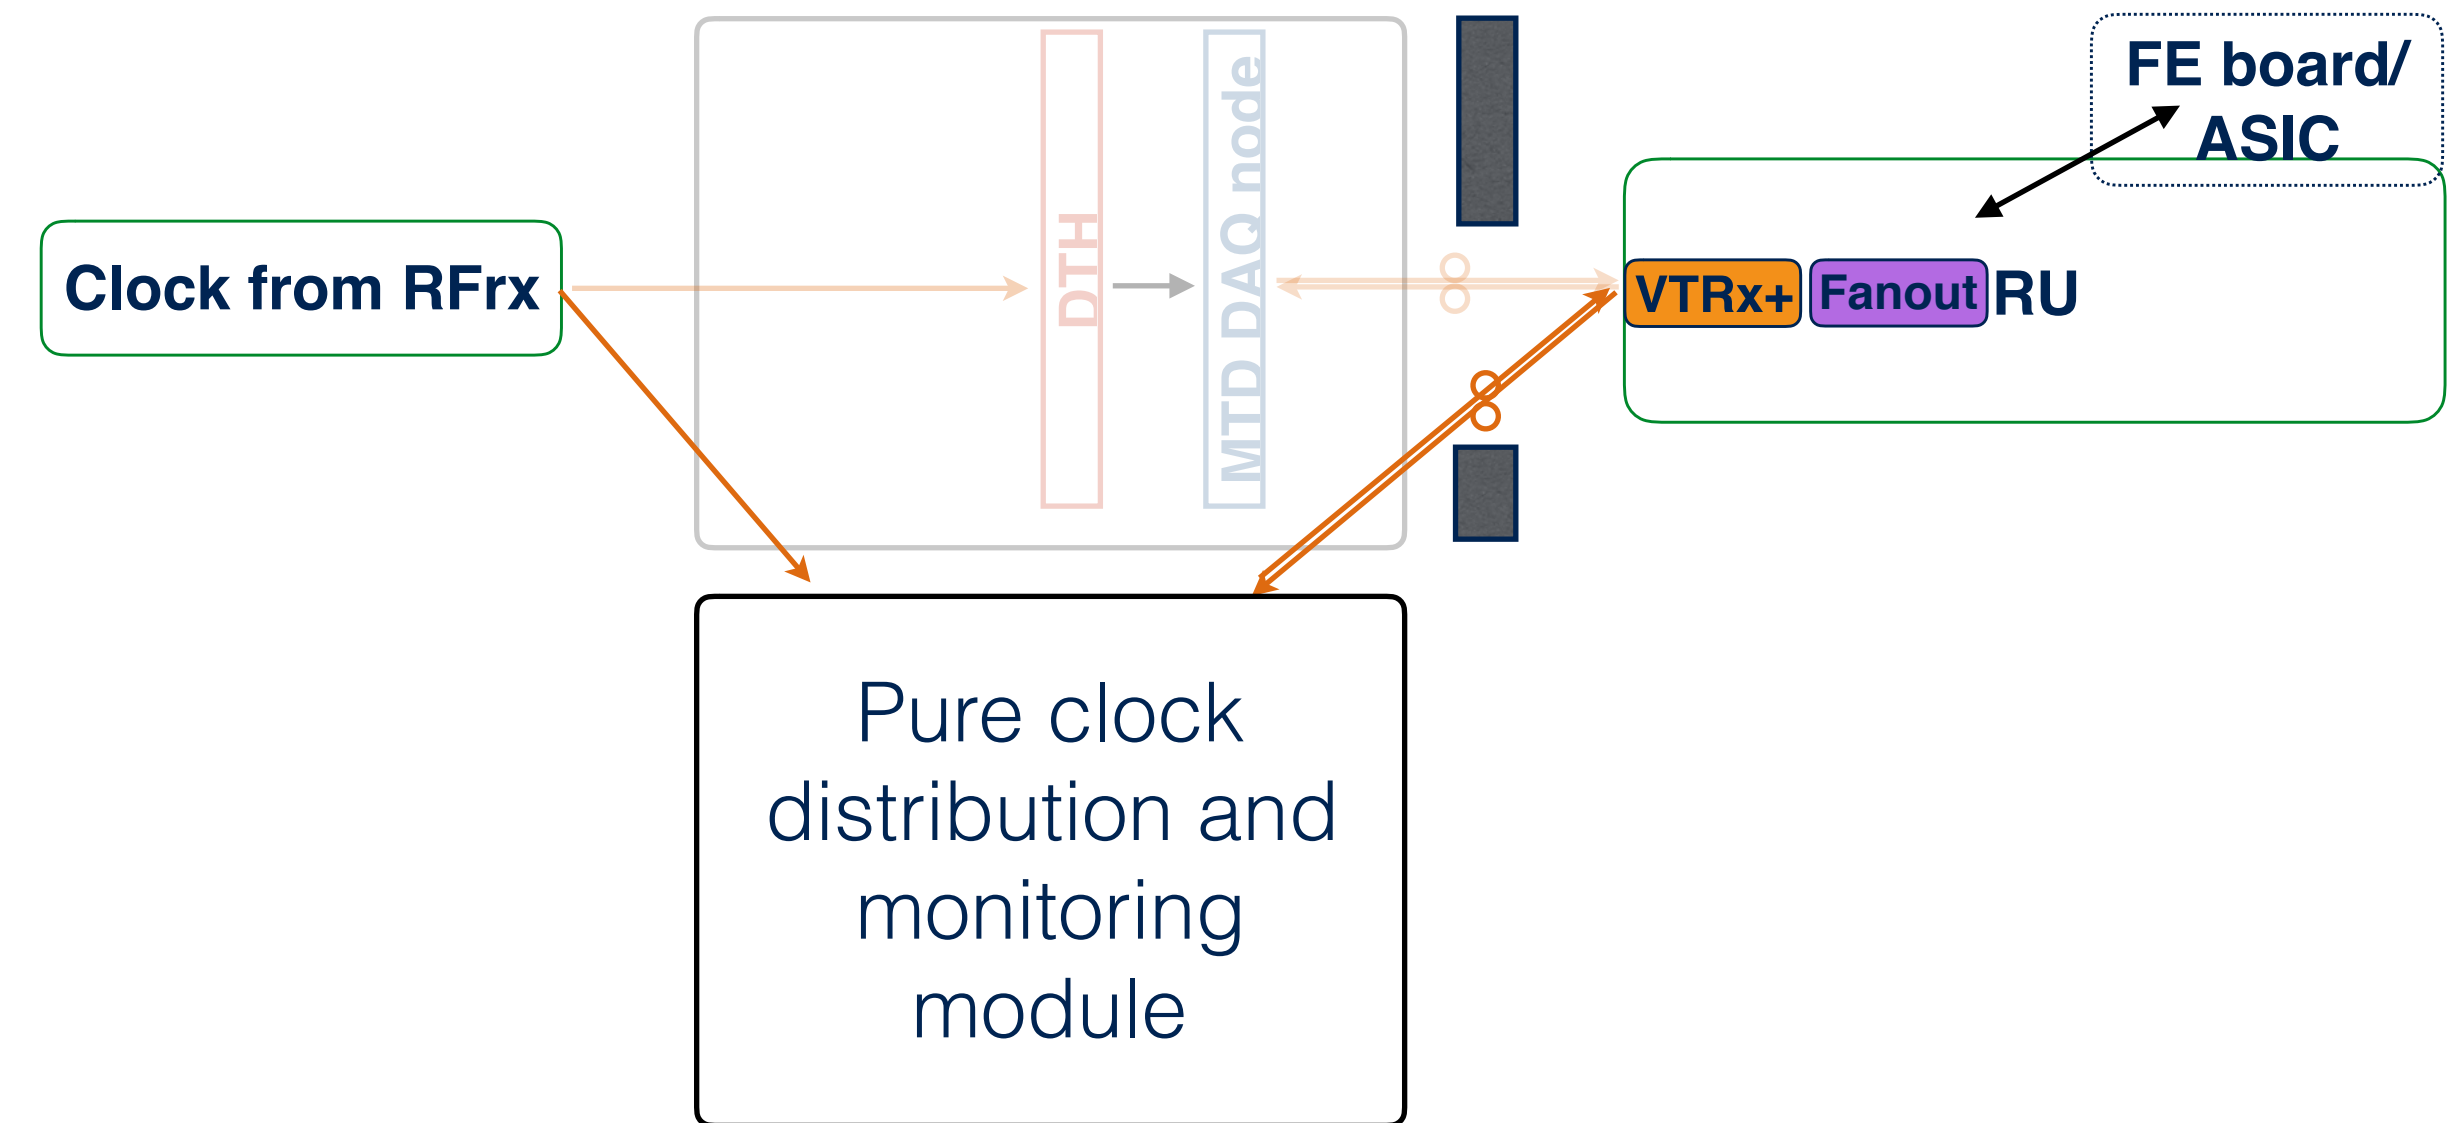 FE board/
ASIC
Clock from RFrx
DTH
MTD DAQ node
VTRx+
Fanout
RU
Pure clock
distribution and
monitoring
module